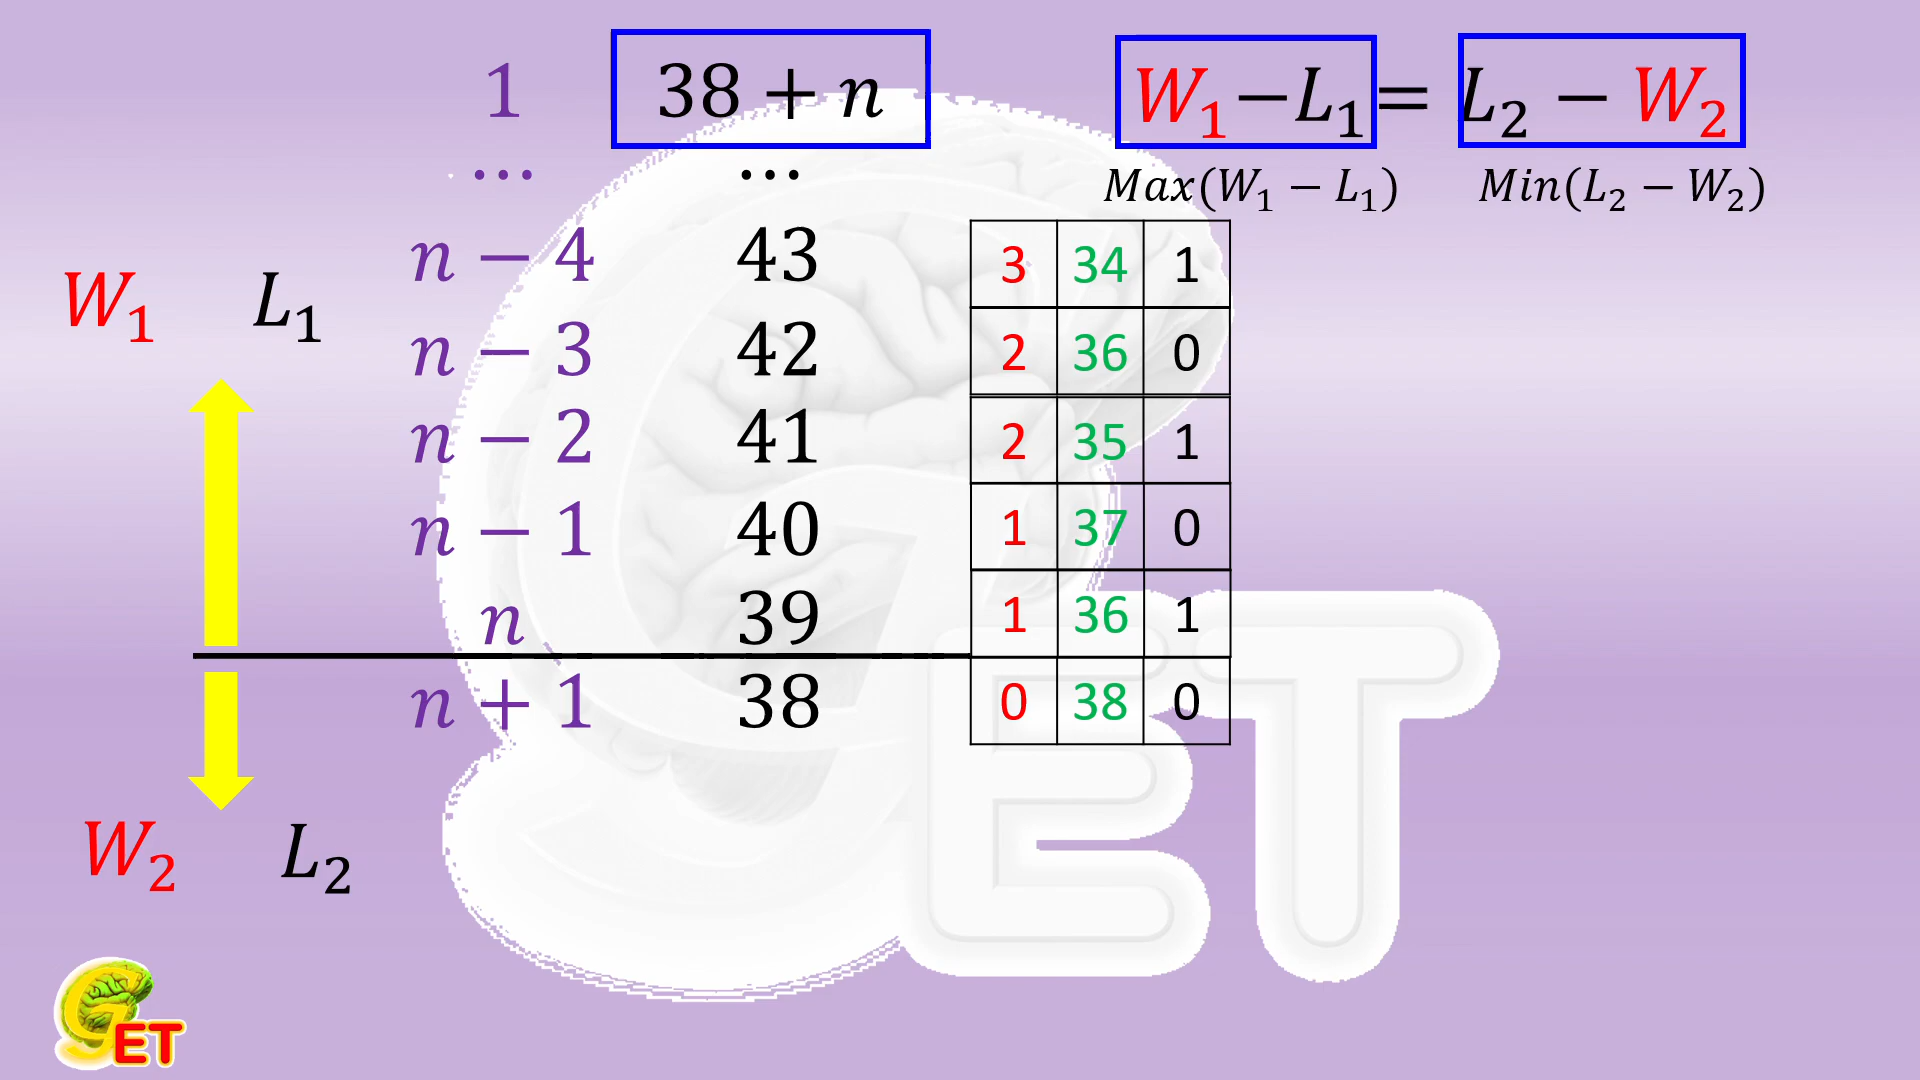 1 38 + n W₁ − L₁ = L₂ − W₂
... ... Max(W₁ − L₁) Min(L₂ − W₂)
n − 4 43 3 34 1
W₁ L₁
n − 3 42 2 36 0
n − 2 41 2 35 1
n − 1 40 1 37 0
n 39 1 36 1
n + 1 38 0 38 0
W₂ L₂
GET
GET